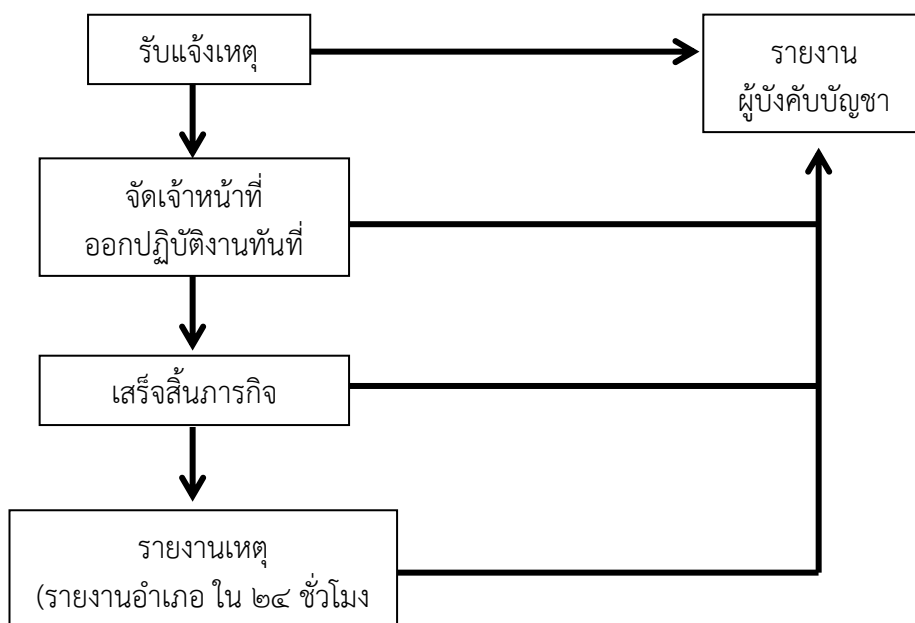 รับแจ้งเหตุ
รายงาน
ผู้บังคับบัญชา
จัดเจ้าหน้าที่
ออกปฏิบัติงานทันที่
เสร็จสิ้นภารกิจ
รายงานเหตุ
(รายงานอำเภอ ใน ๒๔ ชั่วโมง